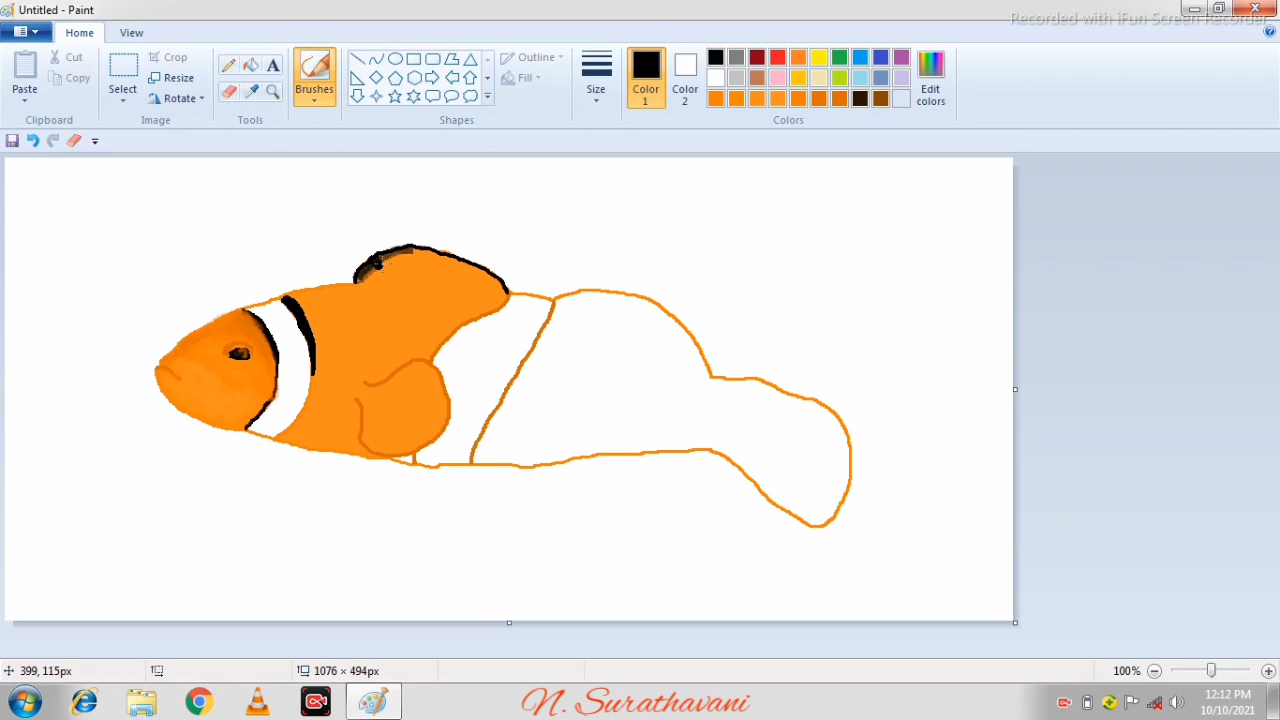 Untitled - Paint
Recorded with iFun Screen Recorder
Home
View
Cut
Crop
Copy
Resize
Rotate
Paste
Select
Brushes
Outline
Fill
Size
Color 1
Color 2
Edit colors
Clipboard
Image
Tools
Shapes
Colors
399, 115px
1076 × 494px
100%
N. Surathavani
12:12 PM
10/10/2021